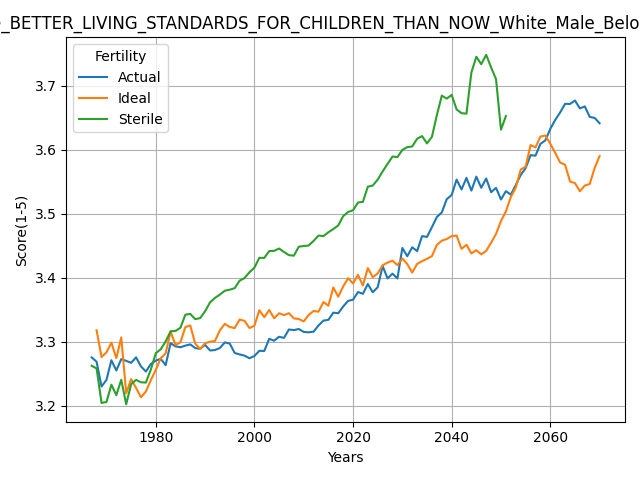 _BETTER_LIVING_STANDARDS_FOR_CHILDREN_THAN_NOW_White_Male_Belo
Fertility
Actual
Ideal
Sterile
Score(1-5)
3.7
3.6
3.5
3.4
3.3
3.2
1980 2000 2020 2040 2060
Years